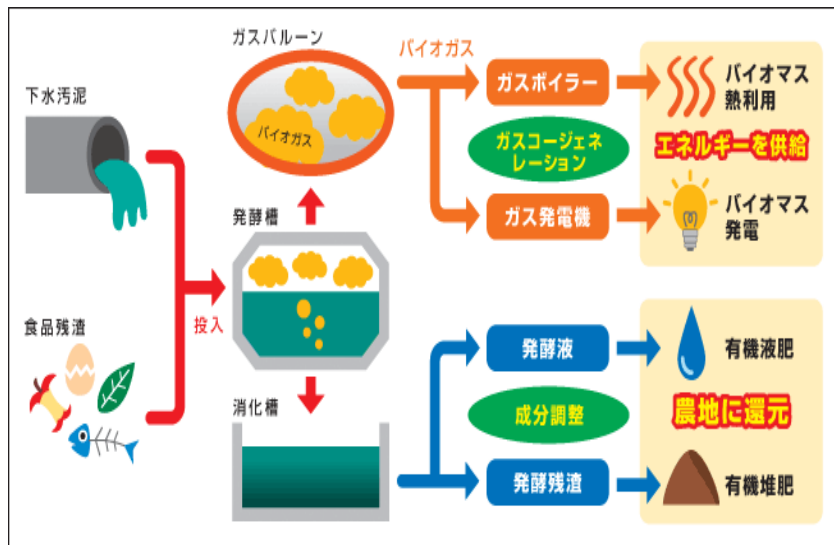 下水汚泥
食品残渣
投入
ガスバルーン
バイオガス
発酵槽
消化槽
バイオガス
ガスボイラー
ガスコージェネ
レーション
ガス発電機
バイオマス
熱利用
エネルギーを供給
バイオマス
発電
発酵液
成分調整
発酵残渣
有機液肥
農地に還元
有機堆肥